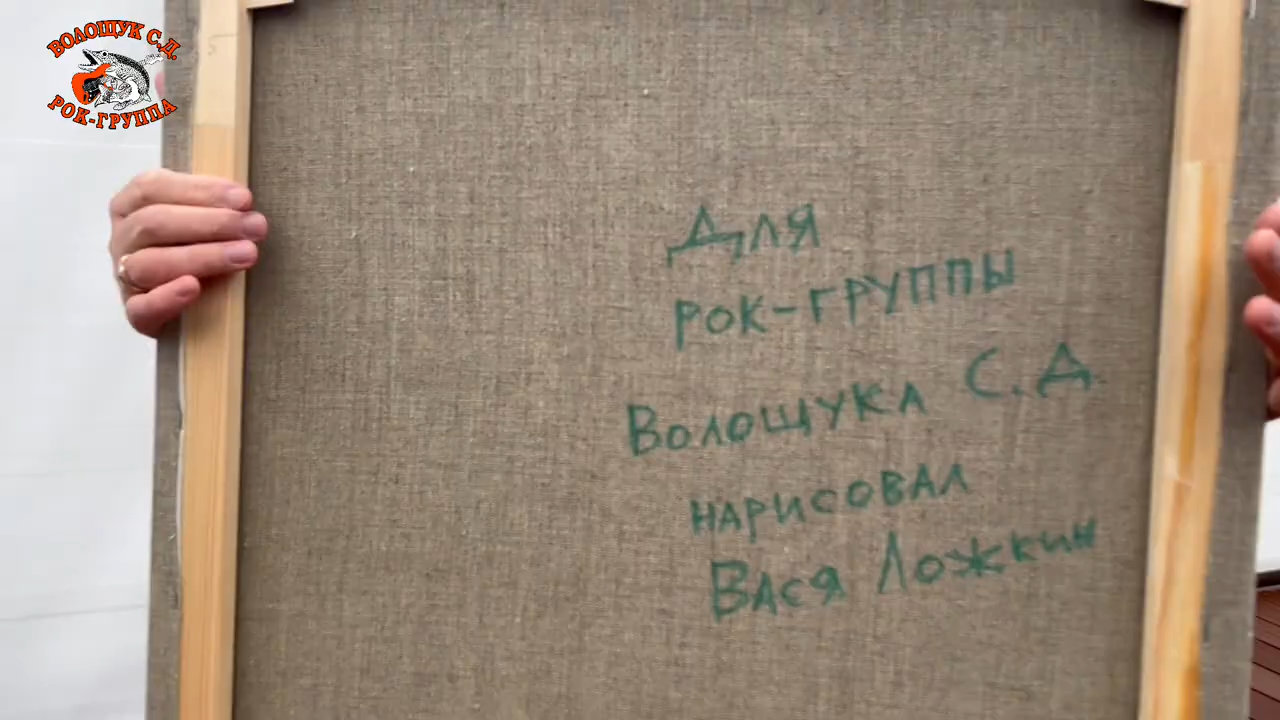 ВОЛОЩУК С.Д.
РОК-ГРУППА
Для
РОК-ГРУППЫ
ВОЛОЩУКА С.Д.
НАРИСОВАЛ
ВАСЯ ЛОЖКИН